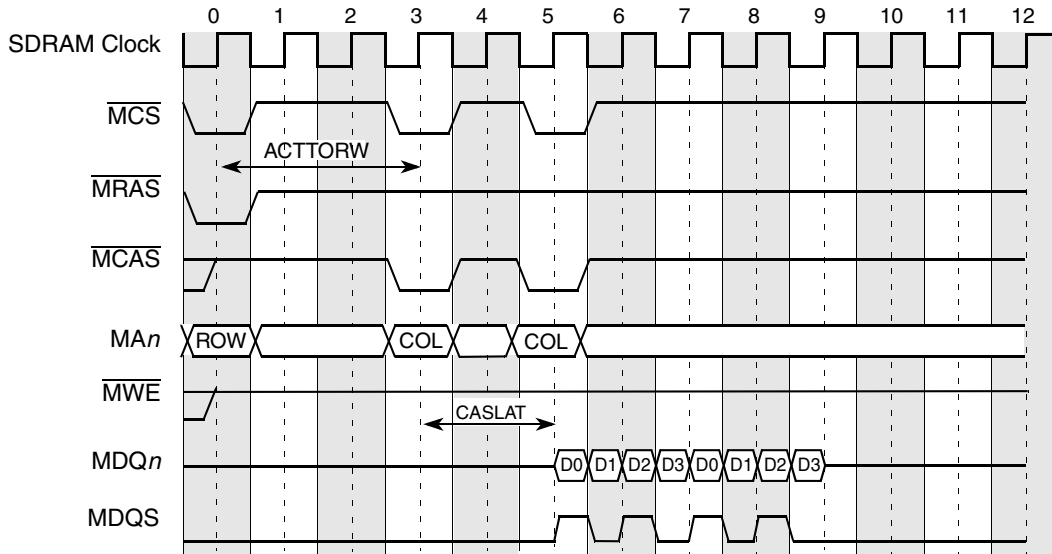 0 1 2 3 4 5 6 7 8 9 10 11 12
SDRAM Clock
MCS
ACTTORW
MRAS
MCAS
MAn ROW COL COL
MWE
CASLAT
MDQn D0 D1 D2 D3 D0 D1 D2 D3
MDQS